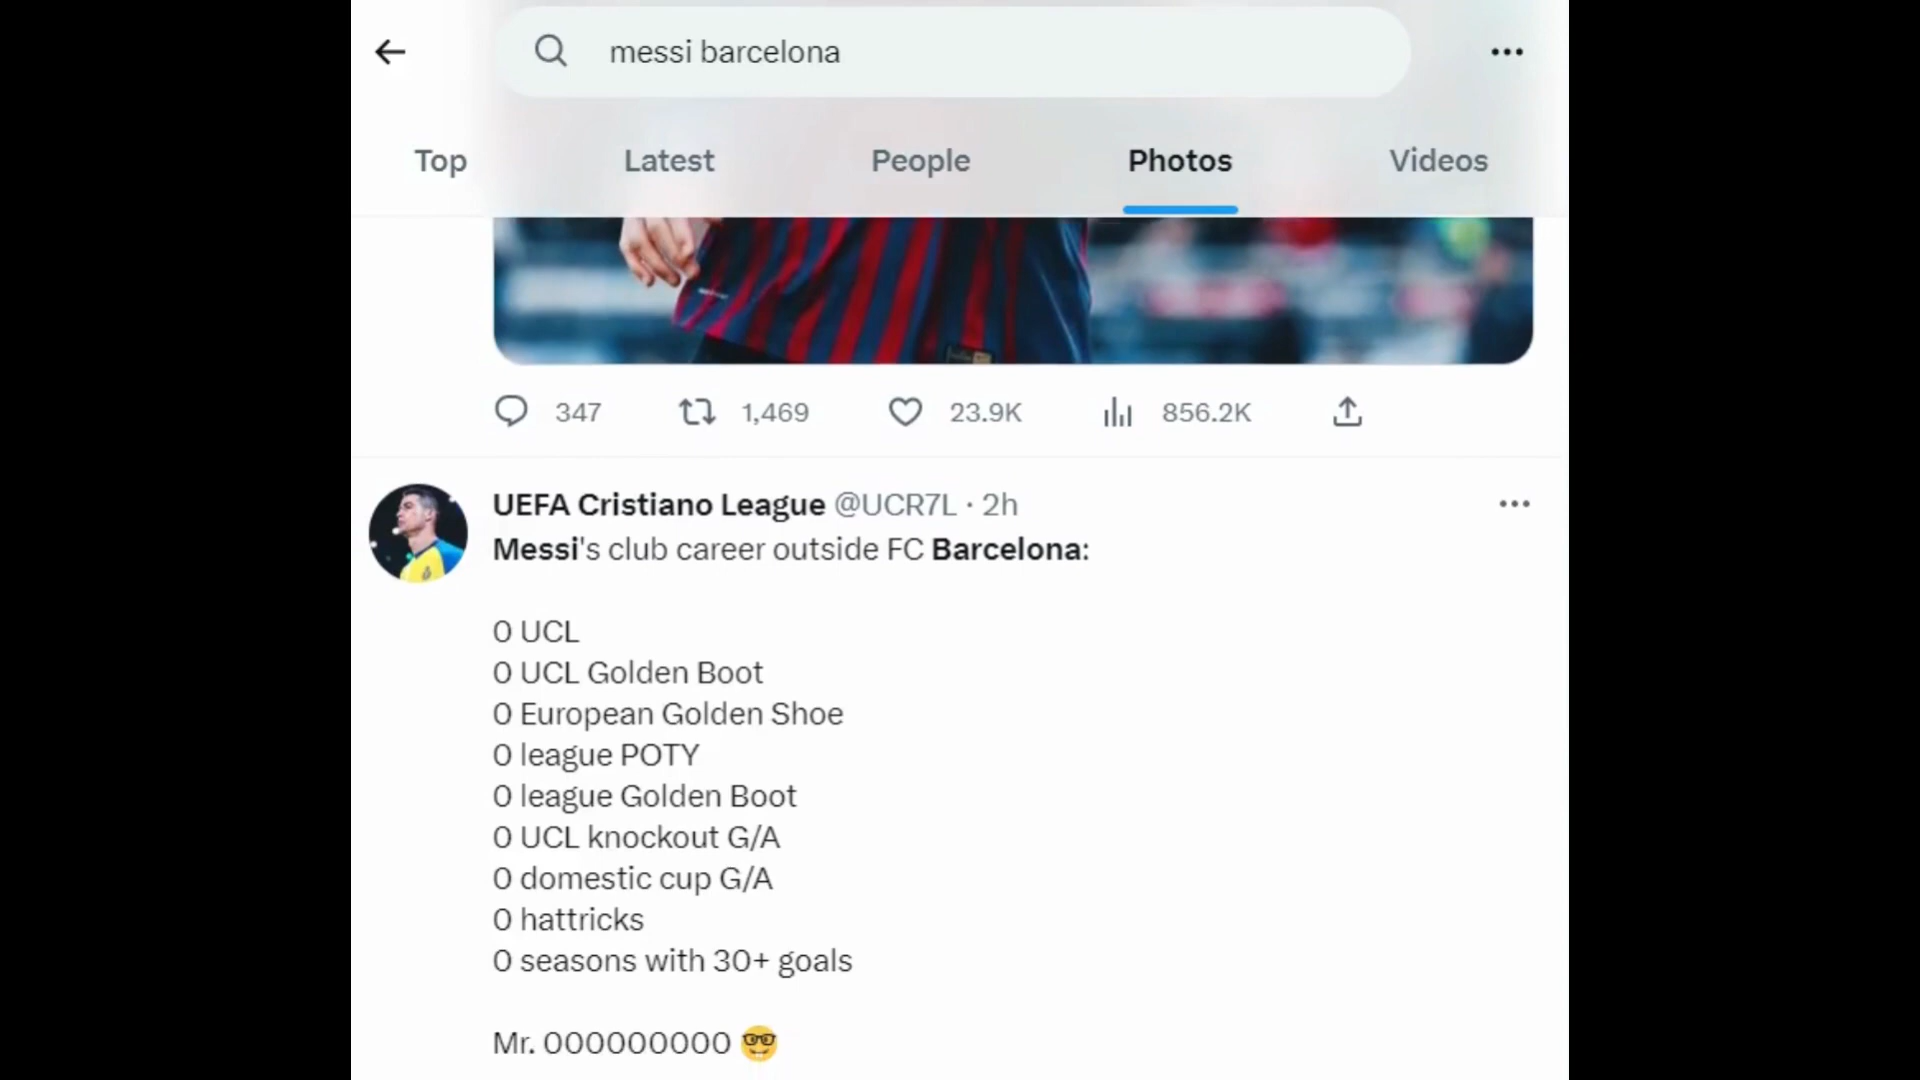 messi barcelona
Top Latest People Photos Videos
347 1,469 23.9K 856.2K
UEFA Cristiano League @UCR7L · 2h
Messi's club career outside FC Barcelona:
0 UCL
0 UCL Golden Boot
0 European Golden Shoe
0 league POTY
0 league Golden Boot
0 UCL knockout G/A
0 domestic cup G/A
0 hattricks
0 seasons with 30+ goals
Mr. 000000000 🤓